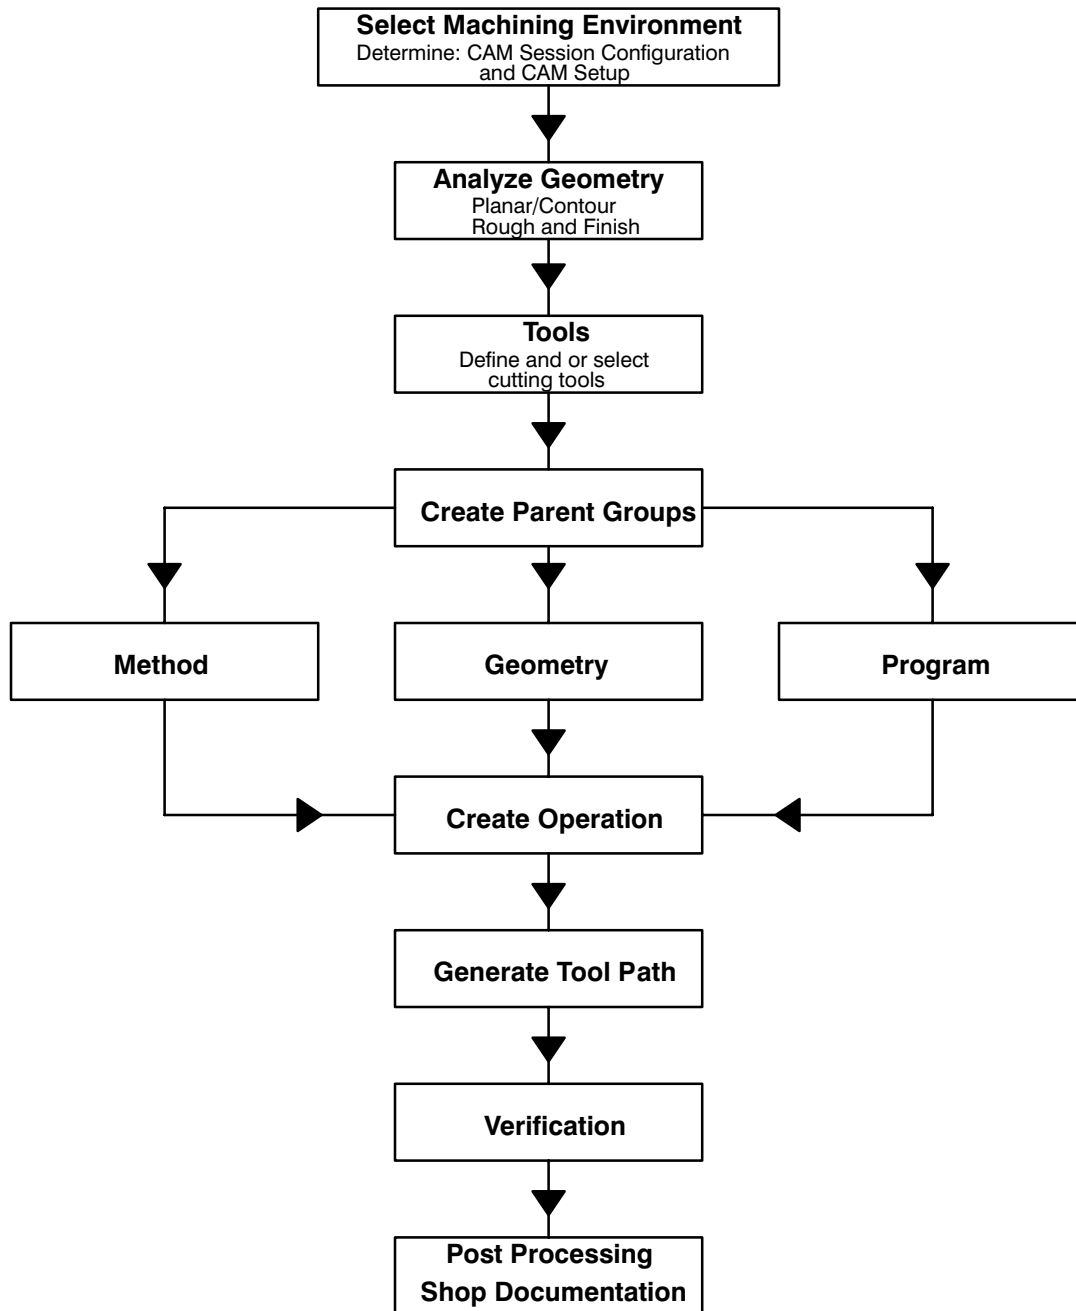 Select Machining Environment
Determine: CAM Session Configuration
and CAM Setup
Analyze Geometry
Planar/Contour
Rough and Finish
Tools
Define and or select
cutting tools
Create Parent Groups
Method
Geometry
Program
Create Operation
Generate Tool Path
Verification
Post Processing
Shop Documentation